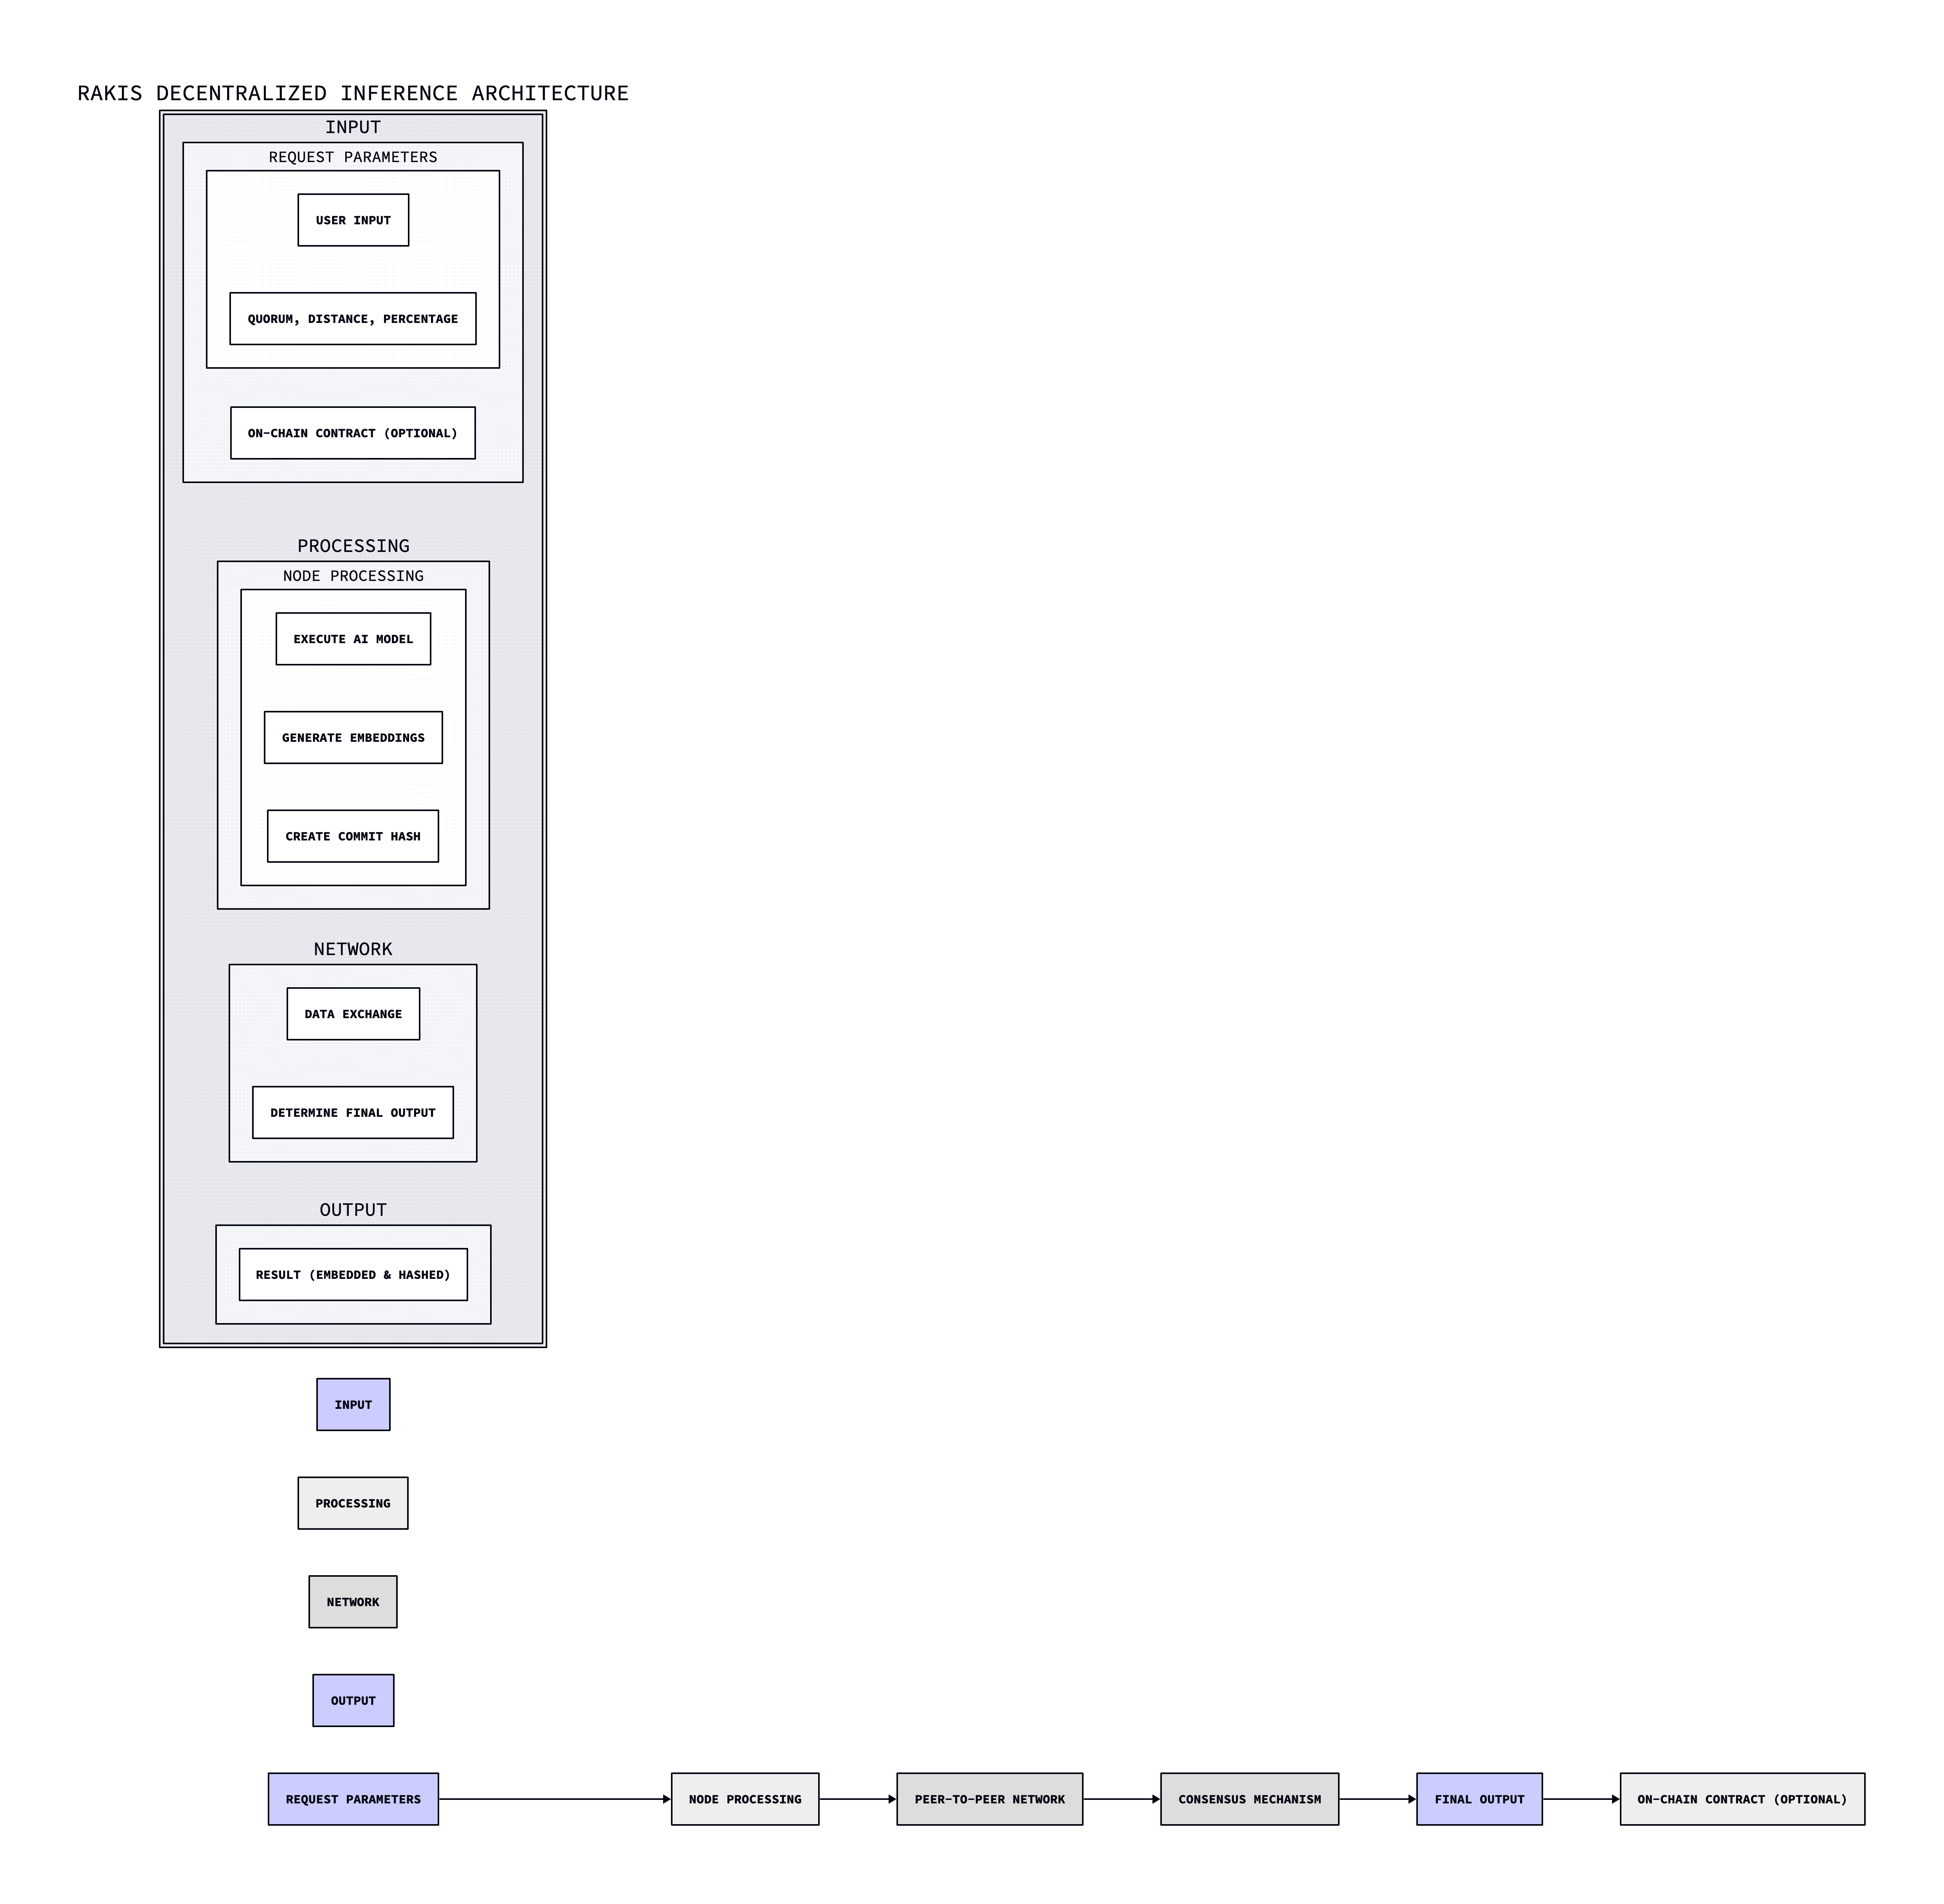 RAKIS DECENTRALIZED INFERENCE ARCHITECTURE
INPUT
REQUEST PARAMETERS
USER INPUT
QUORUM, DISTANCE, PERCENTAGE
ON-CHAIN CONTRACT (OPTIONAL)
PROCESSING
NODE PROCESSING
EXECUTE AI MODEL
GENERATE EMBEDDINGS
CREATE COMMIT HASH
NETWORK
DATA EXCHANGE
DETERMINE FINAL OUTPUT
OUTPUT
RESULT (EMBEDDED & HASHED)
INPUT
PROCESSING
NETWORK
OUTPUT
REQUEST PARAMETERS
NODE PROCESSING
PEER-TO-PEER NETWORK
CONSENSUS MECHANISM
FINAL OUTPUT
ON-CHAIN CONTRACT (OPTIONAL)